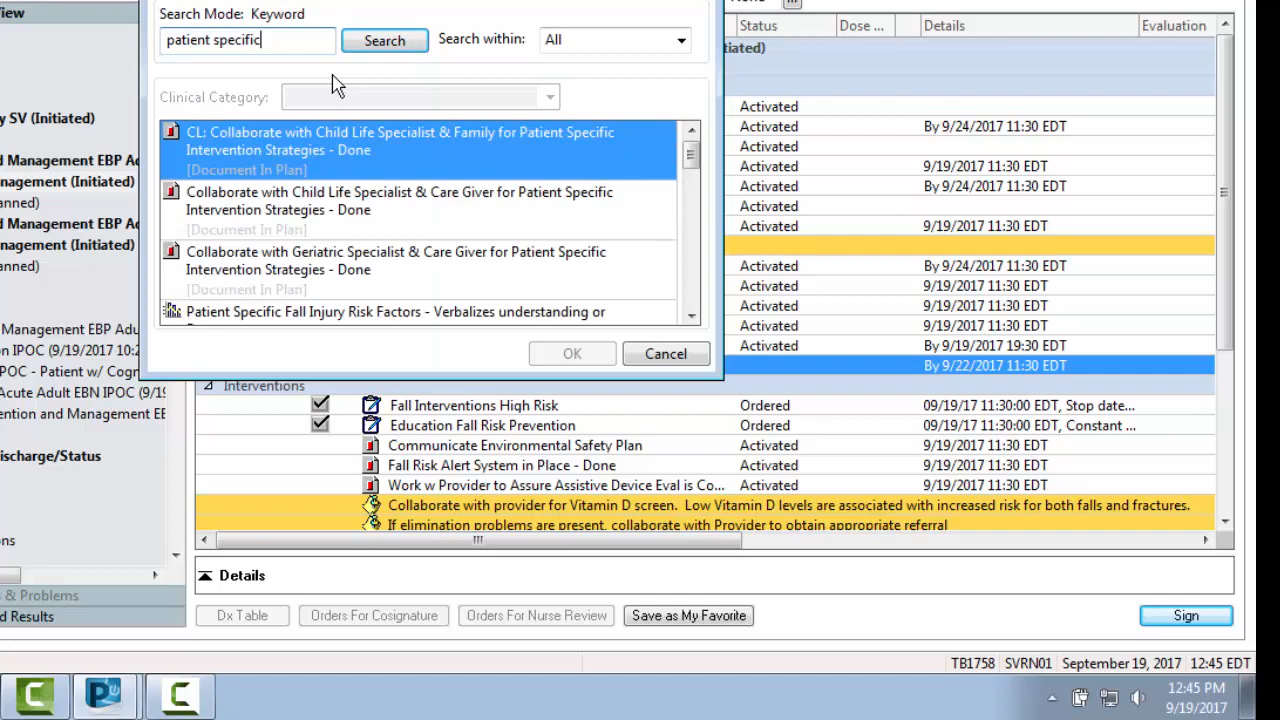 View
Search Mode: Keyword
patient specific
Search
Search within:
All
Clinical Category:
CL: Collaborate with Child Life Specialist & Family for Patient Specific
Intervention Strategies - Done
[Document In Plan]
Collaborate with Child Life Specialist & Care Giver for Patient Specific
Intervention Strategies - Done
[Document In Plan]
Collaborate with Geriatric Specialist & Care Giver for Patient Specific
Intervention Strategies - Done
[Document In Plan]
Patient Specific Fall Injury Risk Factors - Verbalizes understanding or
OK
Cancel
y SV (Initiated)
d Management EBP Ac
nagement (Initiated)
anned)
d Management EBP Ac
nagement (Initiated)
anned)
Management EBP Adu
on IPOC (9/19/2017 10:2
POC - Patient w/ Cogn
Acute Adult EBN IPOC (9/19
ention and Management EB
ischarge/Status
ons
s & Problems
d Results
Status
Dose ...
Details
Evaluation
tiated)
Activated
Activated By 9/24/2017 11:30 EDT
Activated
Activated 9/19/2017 11:30 EDT
Activated By 9/24/2017 11:30 EDT
Activated
Activated 9/19/2017 11:30 EDT
Activated By 9/24/2017 11:30 EDT
Activated 9/19/2017 11:30 EDT
Activated 9/19/2017 11:30 EDT
Activated 9/19/2017 11:30 EDT
Activated By 9/19/2017 19:30 EDT
By 9/22/2017 11:30 EDT
Interventions
Fall Interventions High Risk Ordered 09/19/17 11:30:00 EDT, Stop date...
Education Fall Risk Prevention Ordered 09/19/17 11:30:00 EDT, Constant ...
Communicate Environmental Safety Plan Activated 9/19/2017 11:30 EDT
Fall Risk Alert System in Place - Done Activated 9/19/2017 11:30 EDT
Work w Provider to Assure Assistive Device Eval is Co... Activated 9/19/2017 11:30 EDT
Collaborate with provider for Vitamin D screen. Low Vitamin D levels are associated with increased risk for both falls and fractures.
If elimination problems are present, collaborate with Provider to obtain appropriate referral
Details
Dx Table
Orders For Cosignature
Orders For Nurse Review
Save as My Favorite
Sign
TB1758 SVRN01 September 19, 2017 12:45 EDT
12:45 PM
9/19/2017